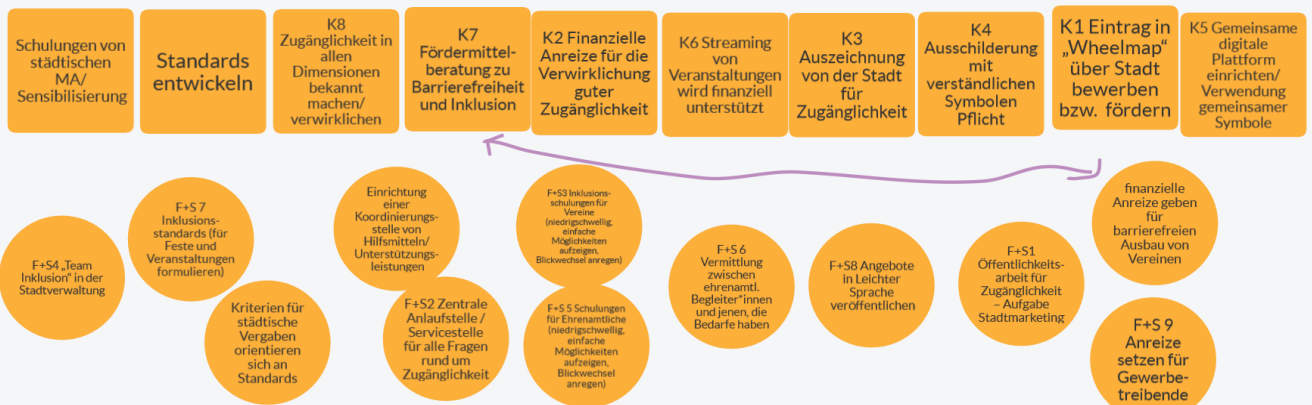 Schulungen von
städtischen
MA/
Sensibilisierung
Standards
entwickeln
K8
Zugänglichkeit in
allen
Dimensionen
bekannt
machen/
verwirklichen
K7
Fördermittel-
beratung zu
Barrierefreiheit
und Inklusion
K2 Finanzielle
Anreize für die
Verwirklichung
guter
Zugänglichkeit
K6 Streaming
von
Veranstaltungen
wird finanziell
unterstützt
K3
Auszeichnung
von der Stadt
für
Zugänglichkeit
K4
Ausschilderung
mit
verständlichen
Symbolen
Pflicht
K1 Eintrag in
„Wheelmap“
über Stadt
bewerben
bzw. fördern
K5 Gemeinsame
digitale
Plattform
einrichten/
Verwendung
gemeinsamer
Symbole
F+S4 „Team
Inklusion“ in der
Stadtverwaltung
F+S 7
Inklusions-
standards (für
Feste und
Veranstaltungen
formulieren)
Kriterien für
städtische
Vergaben
orientieren
sich an
Standards
Einrichtung
einer
Koordinierungs-
stelle von
Hilfsmitteln/
Unterstützungs-
leistungen
F+S2 Zentrale
Anlaufstelle /
Servicestelle
für alle Fragen
rund um
Zugänglichkeit
F+S3 Inklusions-
schulungen für
Vereine
(niedrigschwellig,
einfache
Möglichkeiten
aufzeigen,
Blickwechsel anregen)
F+S 5 Schulungen
für Ehrenamtliche
(niedrigschwellig,
einfache
Möglichkeiten
aufzeigen,
Blickwechsel
anregen)
F+S 6
Vermittlung
zwischen
ehrenamtl.
Begleiter*innen
und jenen, die
Bedarfe haben
F+S8 Angebote
in Leichter
Sprache
veröffentlichen
F+S1
Öffentlichkeits-
arbeit für
Zugänglichkeit
– Aufgabe
Stadtmarketing
finanzielle
Anreize geben
für
barrierefreien
Ausbau von
Vereinen
F+S 9
Anreize
setzen für
Gewerbe-
treibende